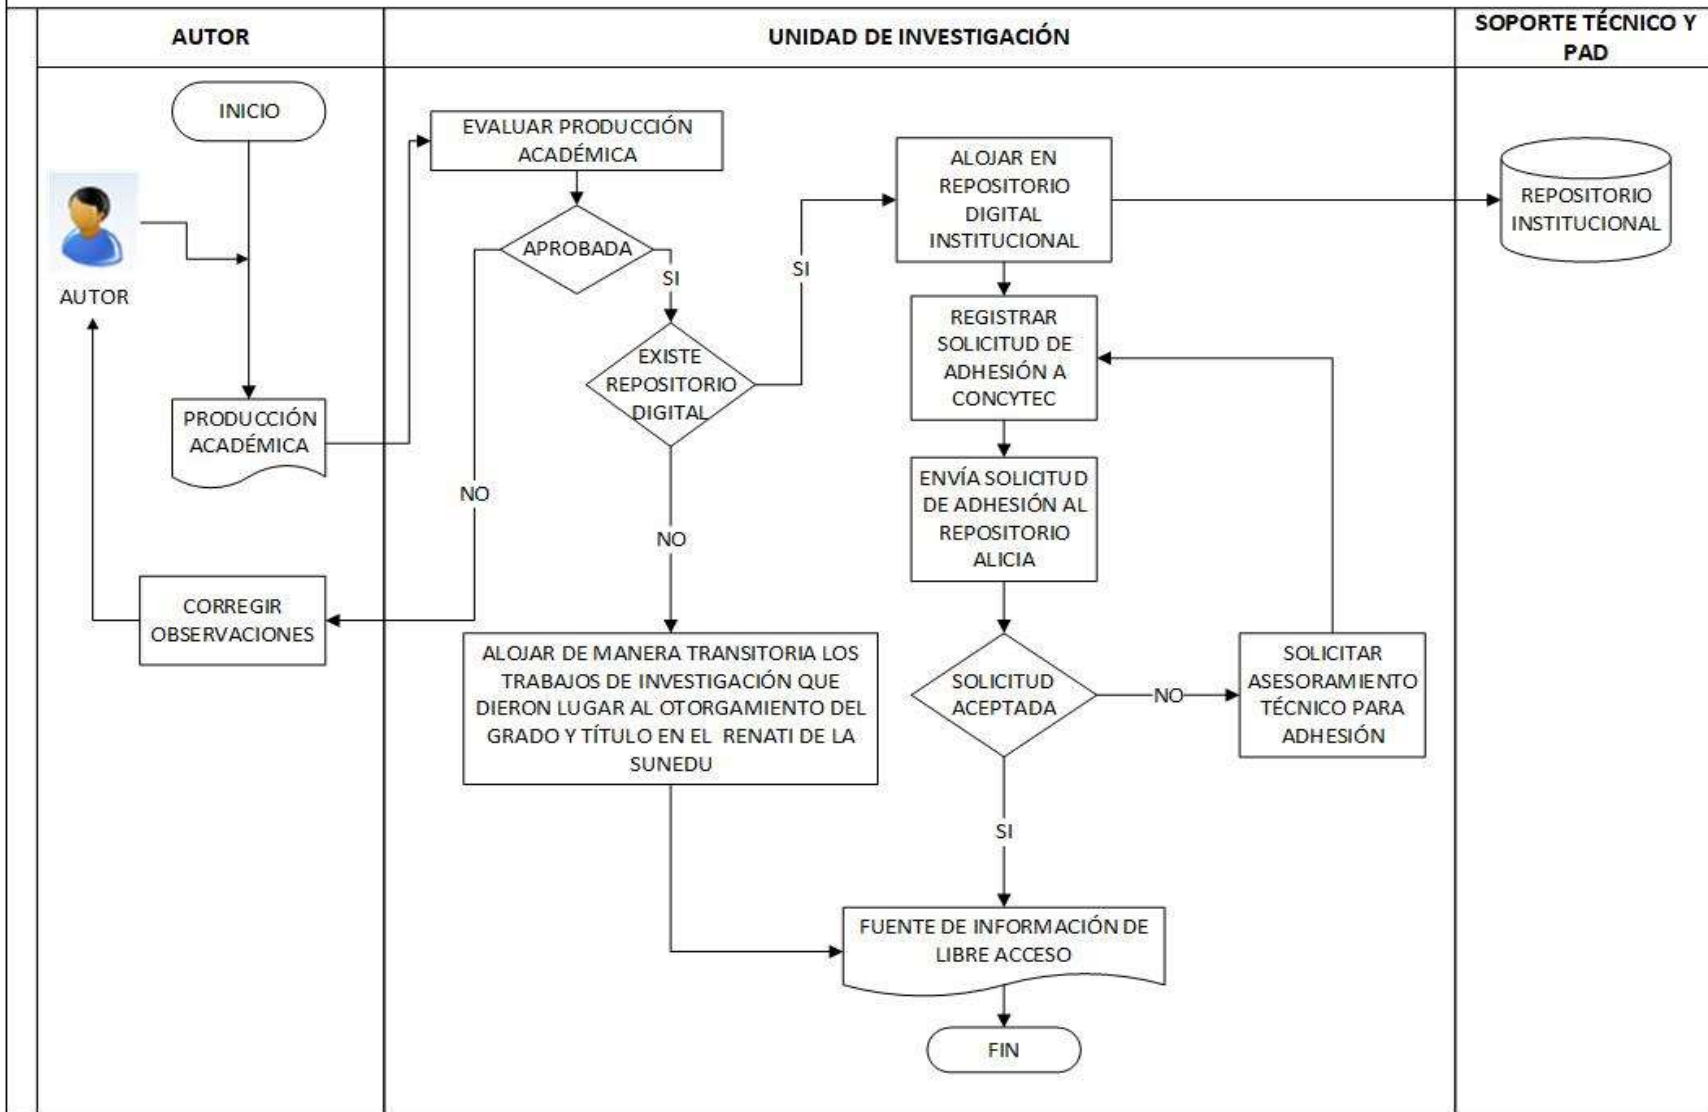 AUTOR
UNIDAD DE INVESTIGACIÓN
SOPORTE TÉCNICO Y
PAD
INICIO
AUTOR
PRODUCCIÓN
ACADÉMICA
CORREGIR
OBSERVACIONES
EVALUAR PRODUCCIÓN
ACADÉMICA
APROBADA
SI
NO
EXISTE
REPOSITORIO
DIGITAL
SI
NO
ALOJAR DE MANERA TRANSITORIA LOS
TRABAJOS DE INVESTIGACIÓN QUE
DIERON LUGAR AL OTORGAMIENTO DEL
GRADO Y TÍTULO EN EL RENATI DE LA
SUNEDU
ALOJAR EN
REPOSITORIO
DIGITAL
INSTITUCIONAL
REGISTRAR
SOLICITUD DE
ADHESIÓN A
CONCYTEC
ENVÍA SOLICITUD
DE ADHESIÓN AL
REPOSITORIO
ALICIA
SOLICITUD
ACEPTADA
NO
SOLICITAR
ASESORAMIENTO
TÉCNICO PARA
ADHESIÓN
SI
FUENTE DE INFORMACIÓN DE
LIBRE ACCESO
FIN
REPOSITORIO
INSTITUCIONAL